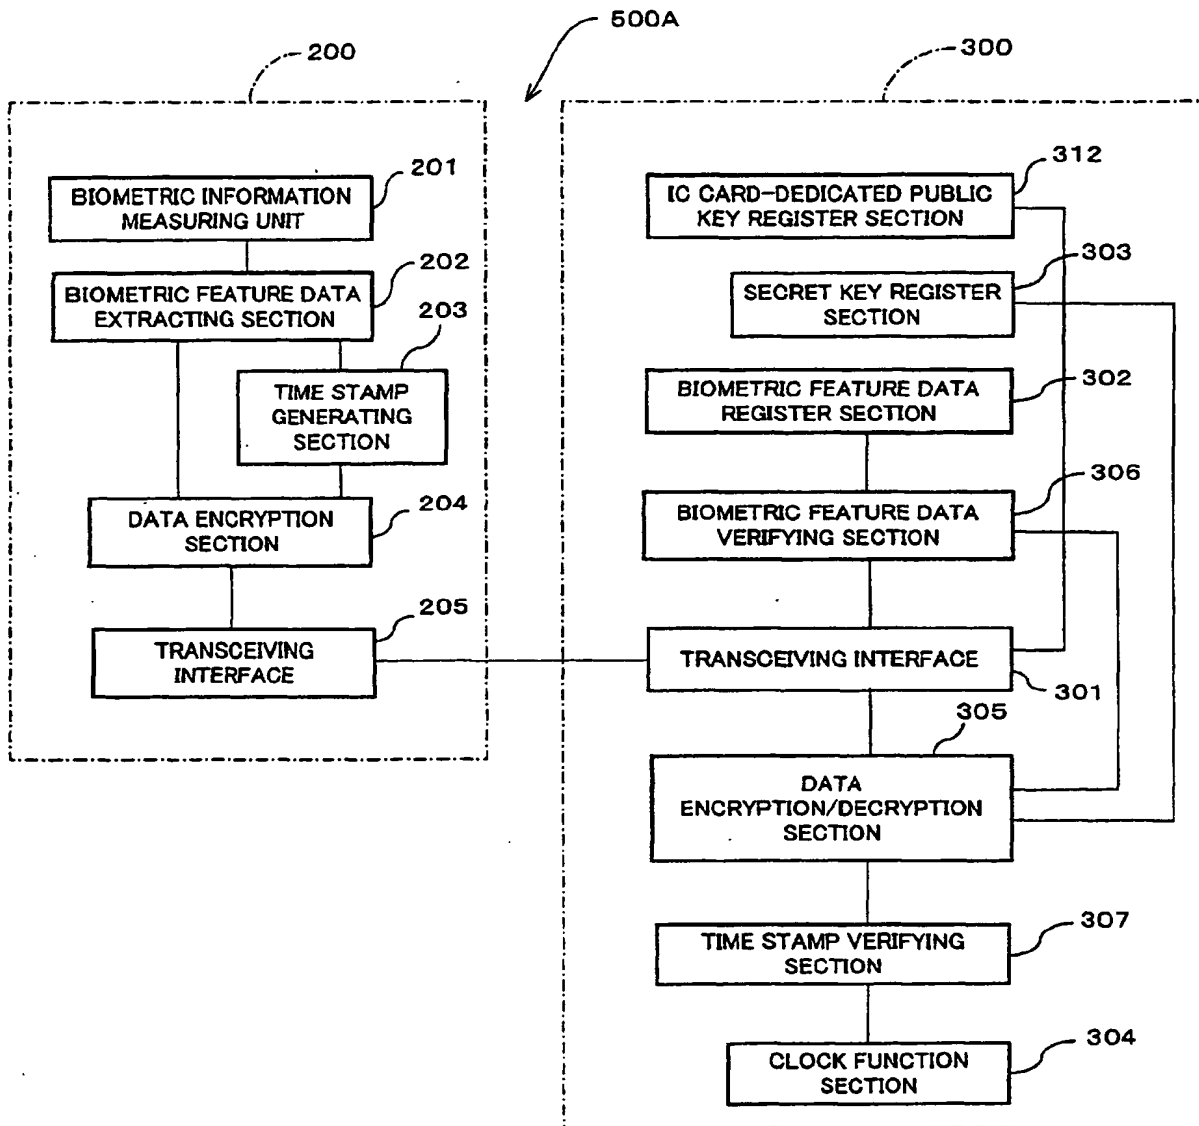 500A
200
300
201
BIOMETRIC INFORMATION
MEASURING UNIT
202
BIOMETRIC FEATURE DATA
EXTRACTING SECTION
203
TIME STAMP
GENERATING
SECTION
204
DATA ENCRYPTION
SECTION
205
TRANSCEIVING
INTERFACE
312
IC CARD-DEDICATED PUBLIC
KEY REGISTER SECTION
303
SECRET KEY REGISTER
SECTION
302
BIOMETRIC FEATURE DATA
REGISTER SECTION
306
BIOMETRIC FEATURE DATA
VERIFYING SECTION
TRANSCEIVING INTERFACE
301
305
DATA
ENCRYPTION/DECRYPTION
SECTION
307
TIME STAMP VERIFYING
SECTION
304
CLOCK FUNCTION
SECTION